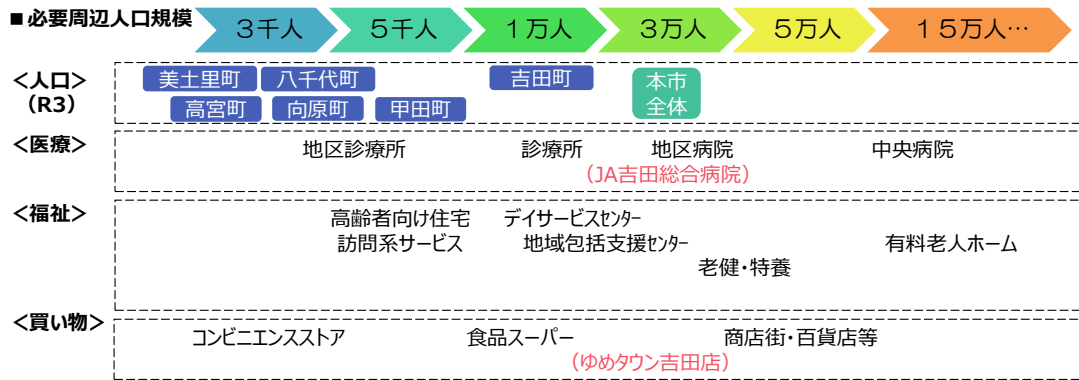 ■必要周辺人口規模
3千人 5千人 1万人 3万人 5万人 15万人…
<人口>
(R3)
美土里町 八千代町 吉田町 本市
高宮町 向原町 甲田町 全体
<医療>
地区診療所 診療所 地区病院 中央病院
(JA吉田総合病院)
<福祉>
高齢者向け住宅 デイサービスセンター
訪問系サービス 地域包括支援センター 有料老人ホーム
老健・特養
<買い物>
コンビニエンスストア 食品スーパー 商店街・百貨店等
(ゆめタウン吉田店)